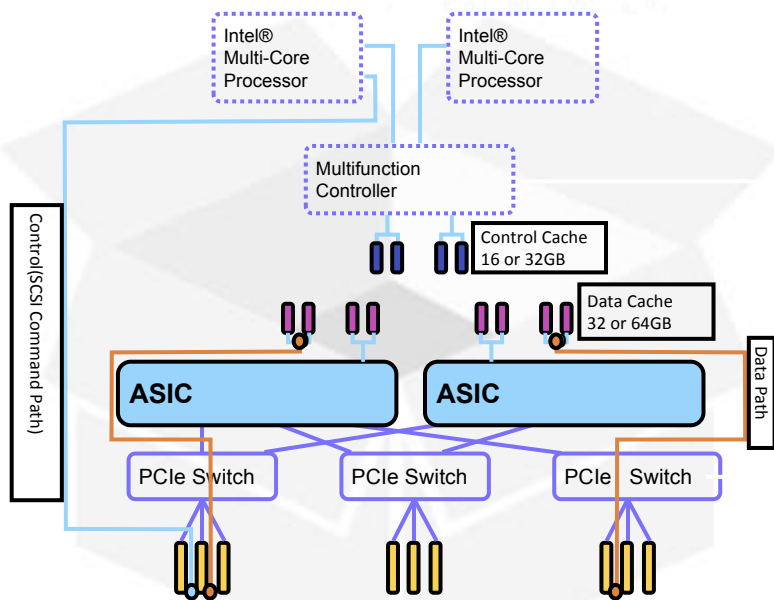 Intel®
Multi-Core
Processor
Intel®
Multi-Core
Processor
Multifunction
Controller
Control Cache
16 or 32GB
Data Cache
32 or 64GB
Control(SCSI Command Path)
Data Path
ASIC
ASIC
PCIe Switch
PCIe Switch
PCIe Switch